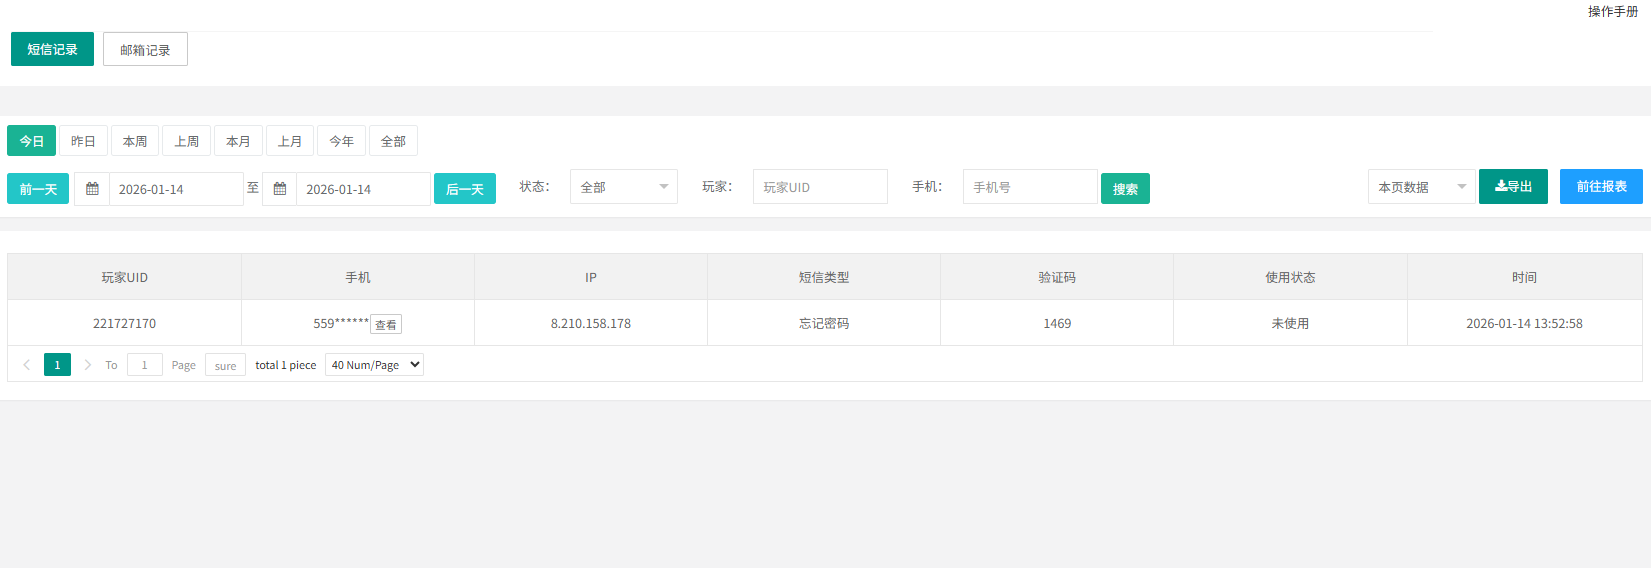 操作手册
短信记录 邮箱记录
今日 昨日 本周 上周 本月 上月 今年 全部
前一天 2026-01-14 至 2026-01-14 后一天 状态： 全部 玩家： 玩家UID 手机： 手机号 搜索 本页数据 导出 前往报表
玩家UID 手机 IP 短信类型 验证码 使用状态 时间
221727170 559****** 查看 8.210.158.178 忘记密码 1469 未使用 2026-01-14 13:52:58
1 To 1 Page sure total 1 piece 40 Num/Page